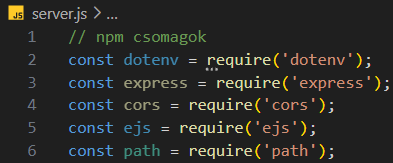 JS server.js > ...
1 // npm csomagok
2 const dotenv = require('dotenv');
3 const express = require('express');
4 const cors = require('cors');
5 const ejs = require('ejs');
6 const path = require('path');